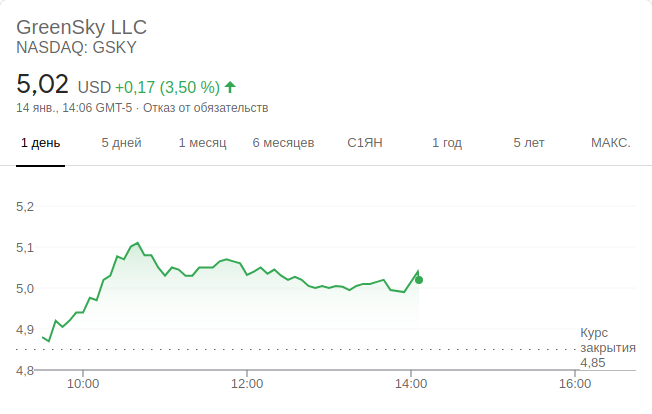 GreenSky LLC
NASDAQ: GSKY
5,02 USD +0,17 (3,50 %)
14 янв., 14:06 GMT-5 · Отказ от обязательств
1 день 5 дней 1 месяц 6 месяцев С1ЯН 1 год 5 лет МАКС.
5,2
5,1
5,0
4,9
Курс
закрытия
4,85
4,8
10:00 12:00 14:00 16:00